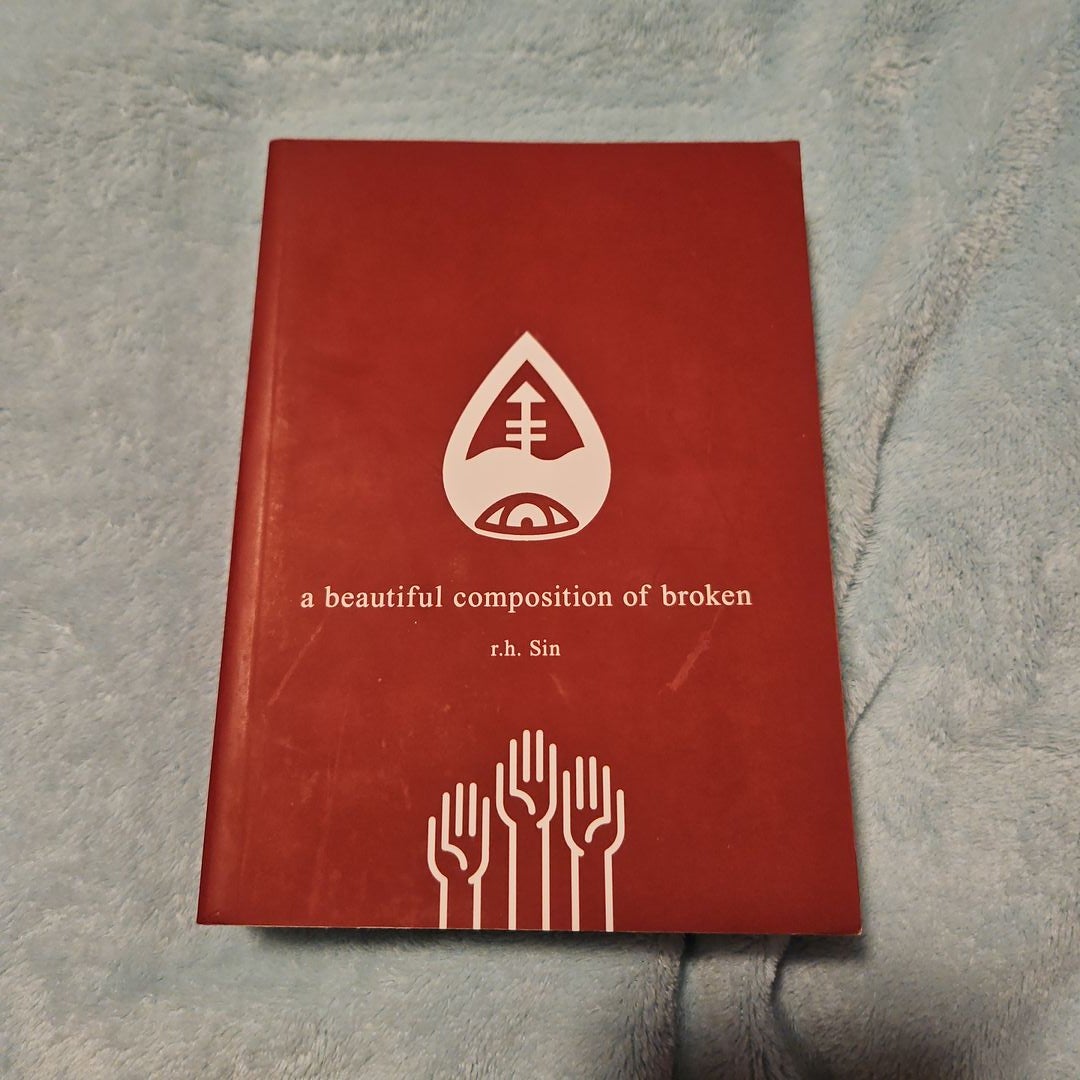 a beautiful composition of broken
r.h. Sin